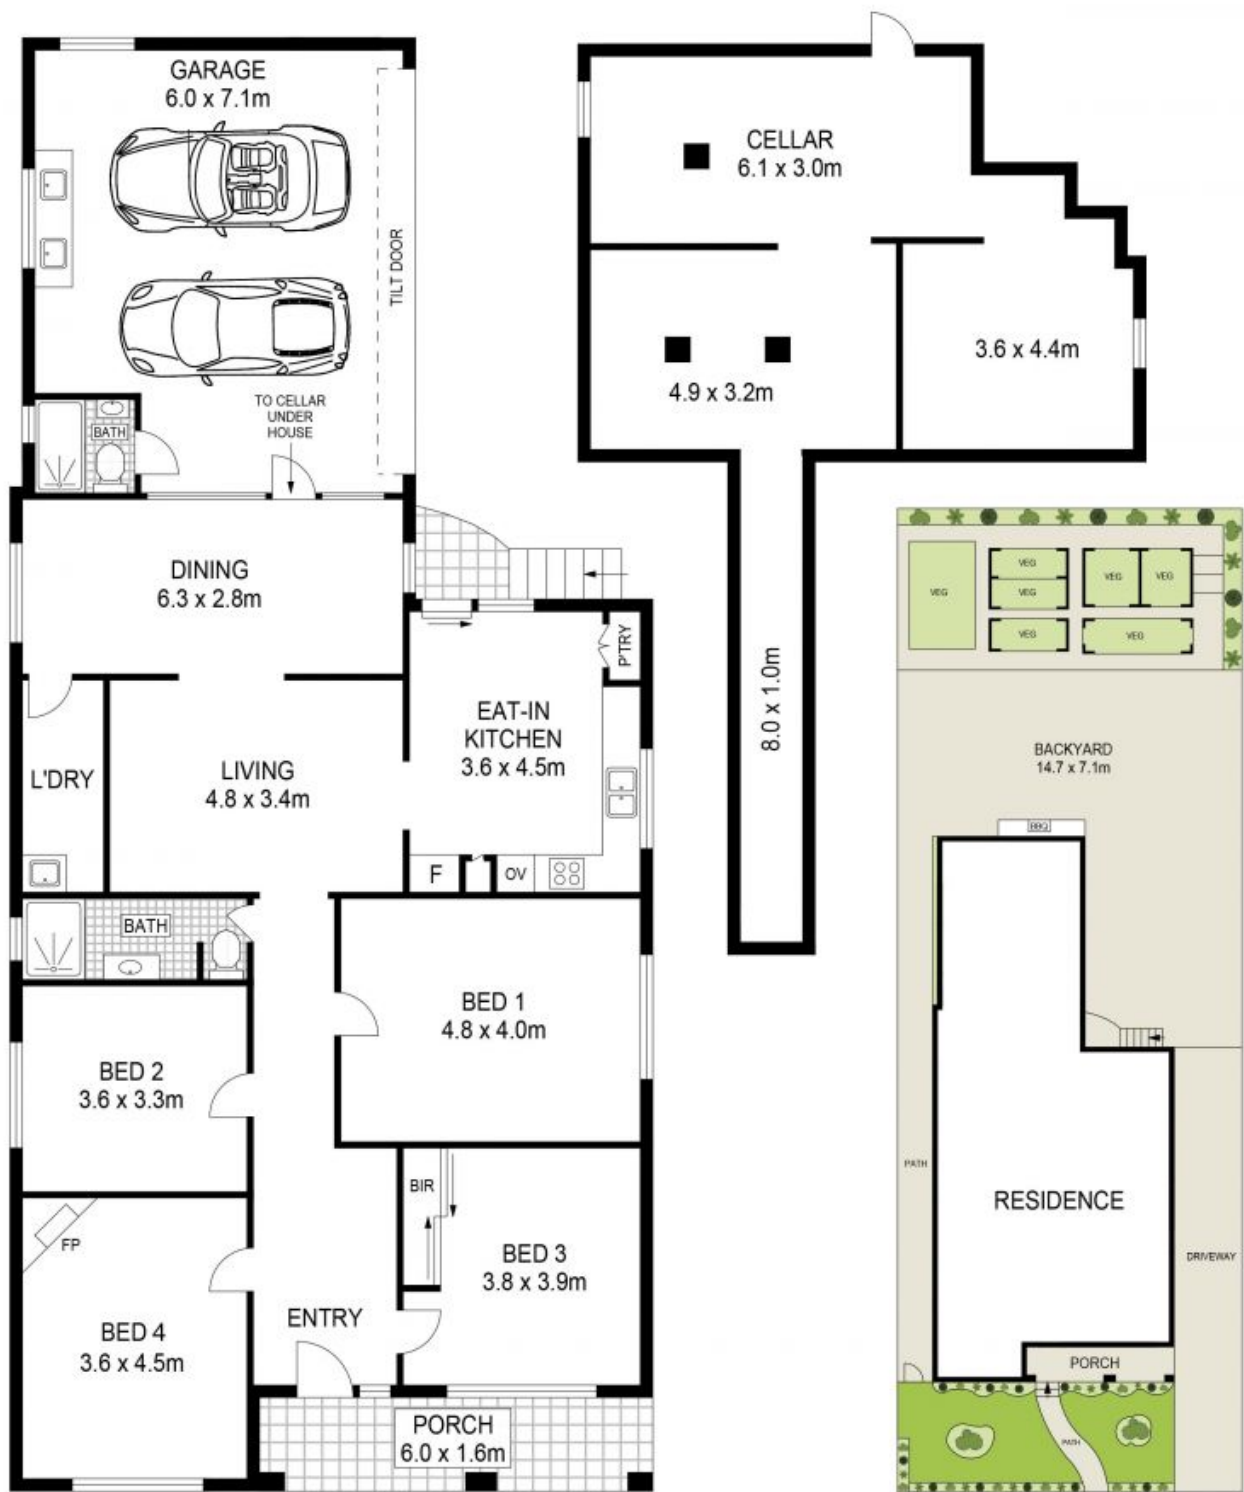 GARAGE
6.0 x 7.1m
TILT DOOR
TO CELLAR
UNDER
HOUSE
BATH
DINING
6.3 x 2.8m
P'TRY
EAT-IN
KITCHEN
3.6 x 4.5m
L'DRY
LIVING
4.8 x 3.4m
F
OV
BATH
BED 1
4.8 x 4.0m
BED 2
3.6 x 3.3m
BIR
FP
BED 3
3.8 x 3.9m
BED 4
3.6 x 4.5m
ENTRY
PORCH
6.0 x 1.6m
CELLAR
6.1 x 3.0m
3.6 x 4.4m
4.9 x 3.2m
8.0 x 1.0m
VEG
VEG
VEG
VEG
VEG
VEG
VEG
BACKYARD
14.7 x 7.1m
BBQ
PATH
RESIDENCE
DRIVEWAY
PORCH
PATH